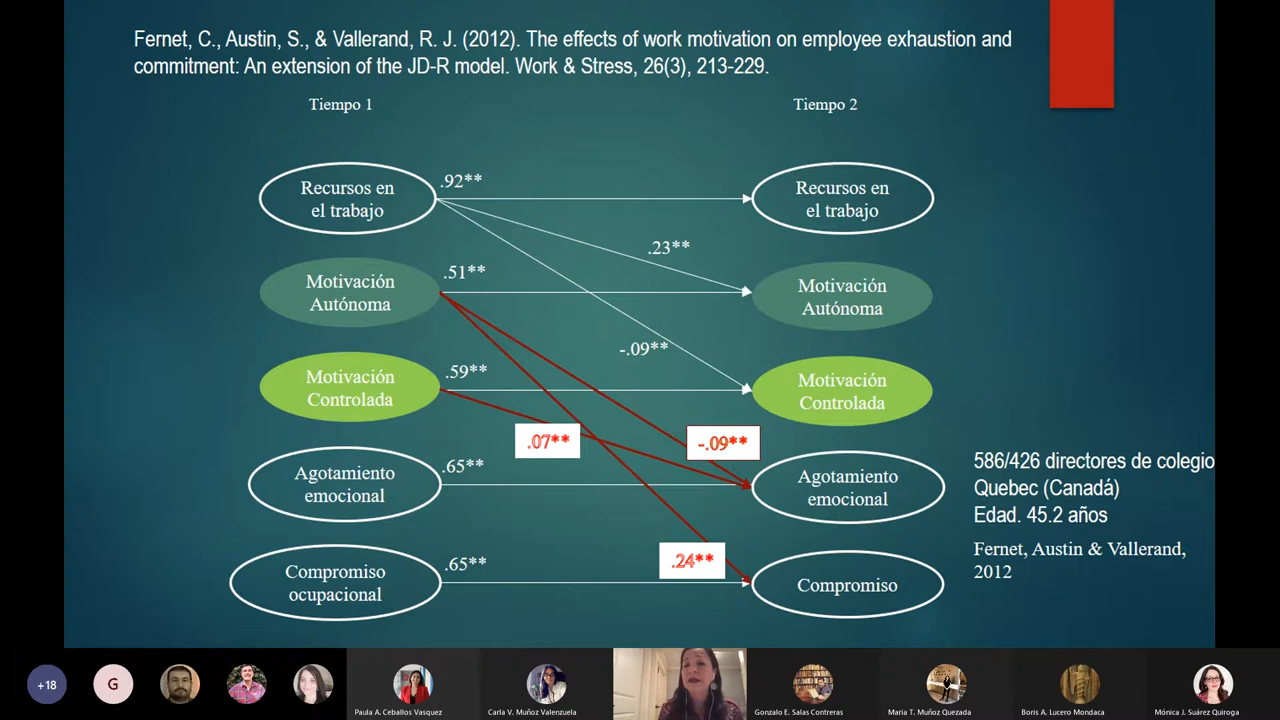 Fernet, C., Austin, S., & Vallerand, R. J. (2012). The effects of work motivation on employee exhaustion and
commitment: An extension of the JD-R model. Work & Stress, 26(3), 213-229.
Tiempo 1
Tiempo 2
Recursos en
el trabajo
.92**
Recursos en
el trabajo
.23**
Motivación
Autónoma
.51**
Motivación
Autónoma
-.09**
Motivación
Controlada
.59**
Motivación
Controlada
.07**
-.09**
Agotamiento
emocional
.65**
Agotamiento
emocional
586/426 directores de colegio
Quebec (Canadá)
Edad. 45.2 años
Fernet, Austin & Vallerand,
2012
.24**
Compromiso
ocupacional
.65**
Compromiso
+18
G
Paula A. Ceballos Vasquez
Carla V. Muñoz Valenzuela
Gonzalo E. Salas Contreras
Maria T. Muñoz Quezada
Boris A. Lucero Mondaca
Mónica J. Suárez Quiroga